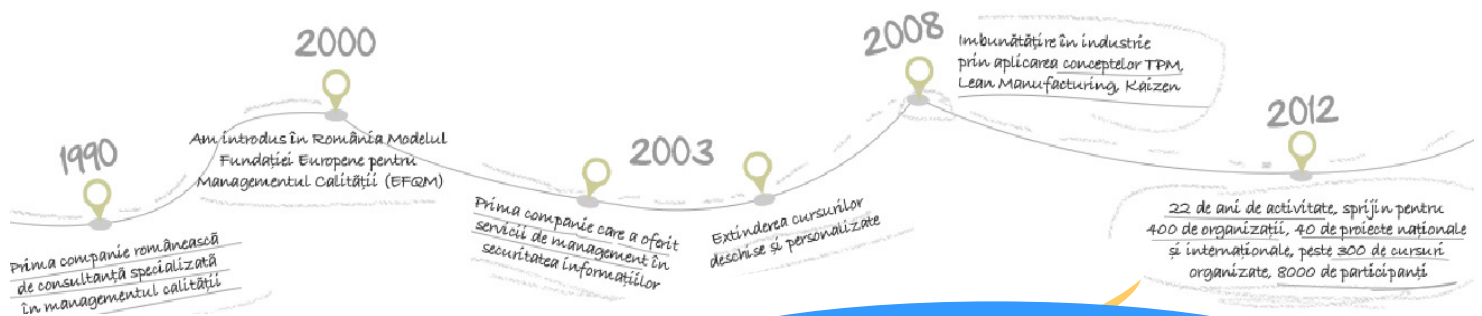 1990
Prima companie românească
de consultanță specializată
în managementul calității
2000
Am introdus în România Modelul
Fundației Europene pentru
Managementul Calității (EFQM)
2003
Prima companie care a oferit
servicii de management în
securitatea informațiilor
Extinderea cursurilor
deschise și personalizate
2008
Imbunătățire în industrie
prin aplicarea conceptelor TPM,
Lean Manufacturing, Kaizen
2012
22 de ani de activitate, sprijin pentru
400 de organizații, 40 de proiecte naționale
și internaționale, peste 300 de cursuri
organizate, 8000 de participanți